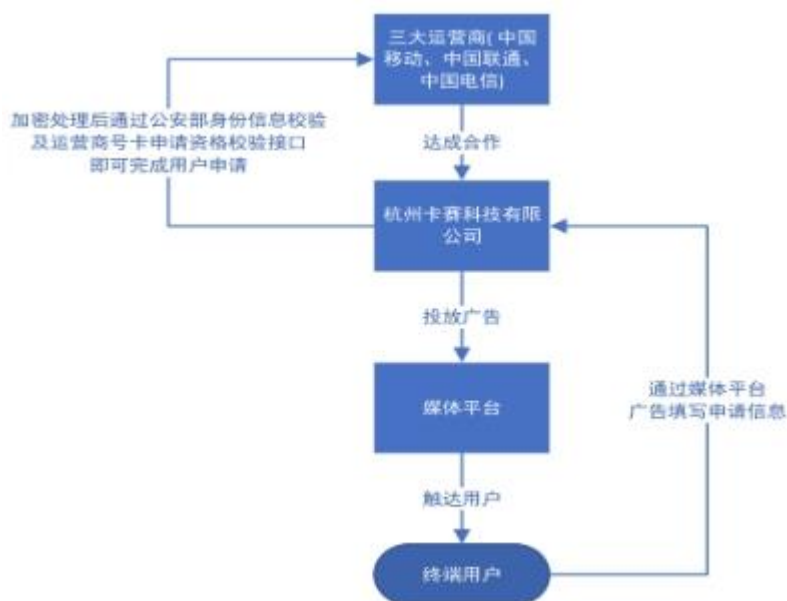 三大运营商( 中国
移动、中国联通、
中国电信)
加密处理后通过公安部身份信息校验
及运营商号卡申请资格校验接口
即可完成用户申请
达成合作
杭州卡赛科技有限
公司
投放广告
媒体平台
通过媒体平台
广告填写申请信息
触达用户
终端用户